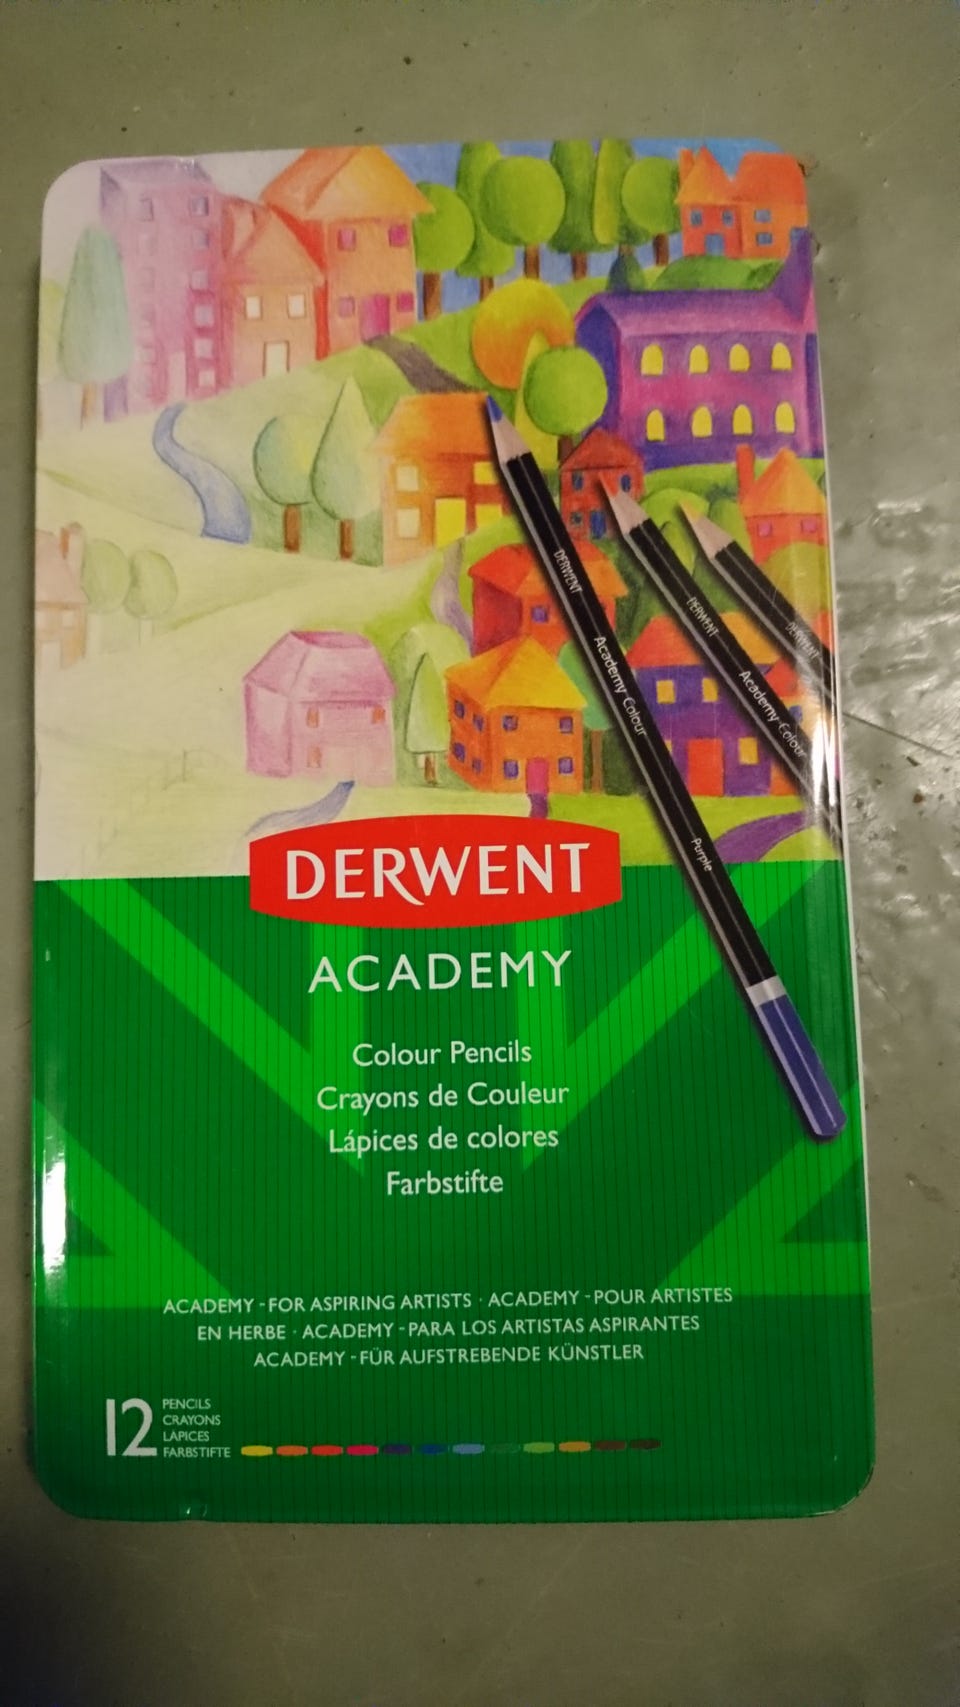 DERWENT
Academy Colour
Purple
DERWENT
Academy Colour
DERWENT
DERWENT
ACADEMY
Colour Pencils
Crayons de Couleur
Lápices de colores
Farbstifte
ACADEMY - FOR ASPIRING ARTISTS · ACADEMY - POUR ARTISTES
EN HERBE · ACADEMY - PARA LOS ARTISTAS ASPIRANTES
ACADEMY - FÜR AUFSTREBENDE KÜNSTLER
12
PENCILS
CRAYONS
LÁPICES
FARBSTIFTE